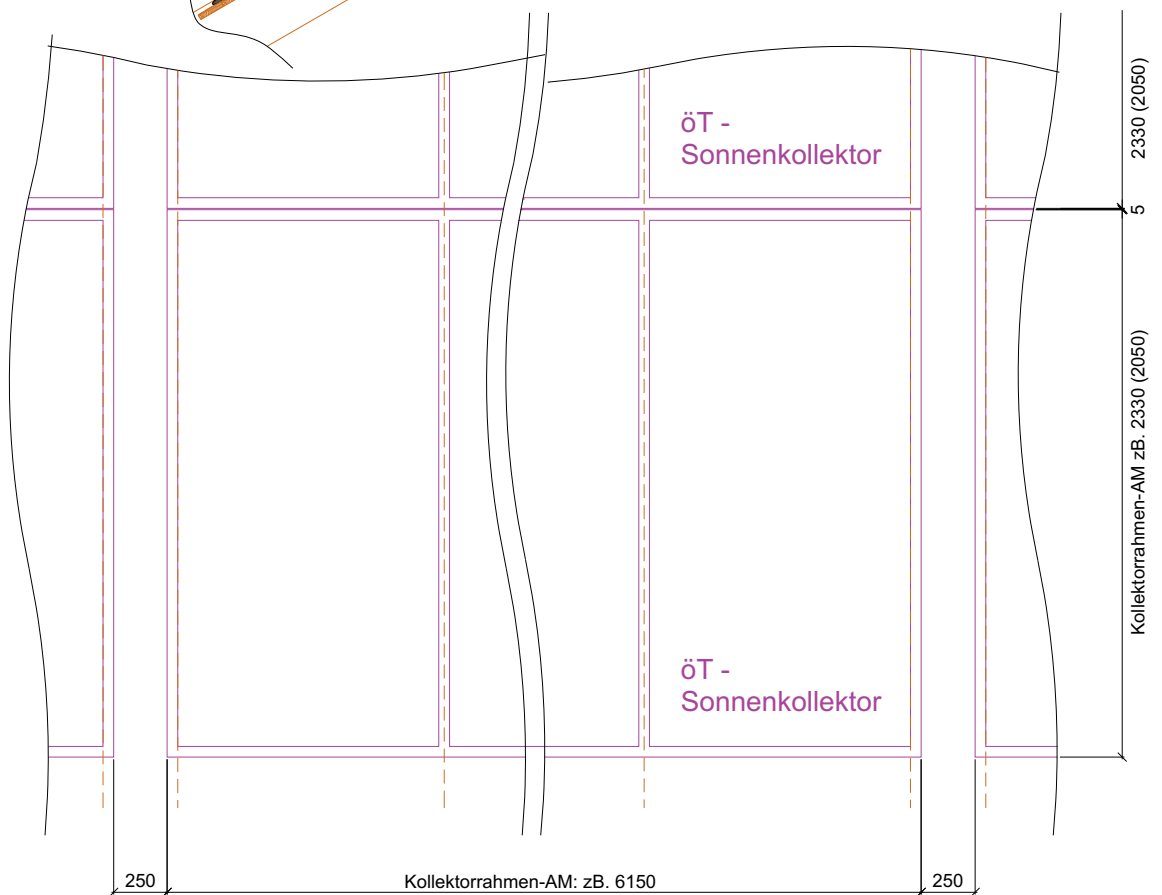 öT -
Sonnenkollektor
2330 (2050)
5
Kollektorrahmen-AM zB. 2330 (2050)
öT -
Sonnenkollektor
250
Kollektorrahmen-AM: zB. 6150
250